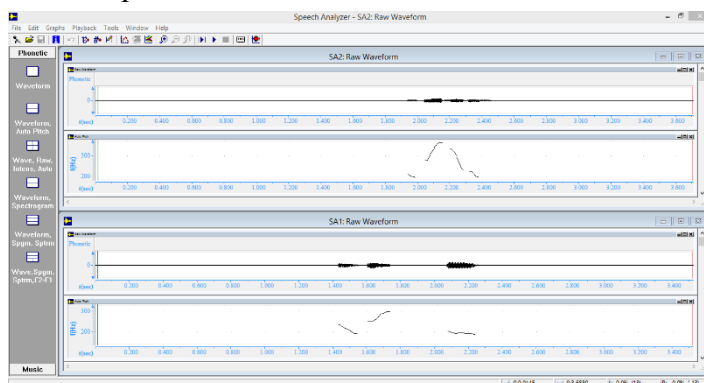 Speech Analyzer - SA2: Raw Waveform
File Edit Graphs Playback Tools Window Help
Phonetic
Waveform
Waveform,
Auto Pitch
Wave, Raw,
Intens, Auto
Waveform,
Spectrogram
Waveform,
Spgm, Sptrm
Wave,Spgm,
Sptrm,F2-F1
Music
SA2: Raw Waveform
Raw Waveform
Phonetic
0
t(sec) 0.200 0.400 0.600 0.800 1.000 1.200 1.400 1.600 1.800 2.000 2.200 2.400 2.600 2.800 3.000 3.200 3.400 3.600
Auto Pitch
f(Hz)
300
200
t(sec) 0.200 0.400 0.600 0.800 1.000 1.200 1.400 1.600 1.800 2.000 2.200 2.400 2.600 2.800 3.000 3.200 3.400 3.600
SA1: Raw Waveform
Raw Waveform
Phonetic
0
t(sec) 0.200 0.400 0.600 0.800 1.000 1.200 1.400 1.600 1.800 2.000 2.200 2.400 2.600 2.800 3.000 3.200 3.400
Auto Pitch
f(Hz)
300
200
t(sec) 0.200 0.400 0.600 0.800 1.000 1.200 1.400 1.600 1.800 2.000 2.200 2.400 2.600 2.800 3.000 3.200 3.400